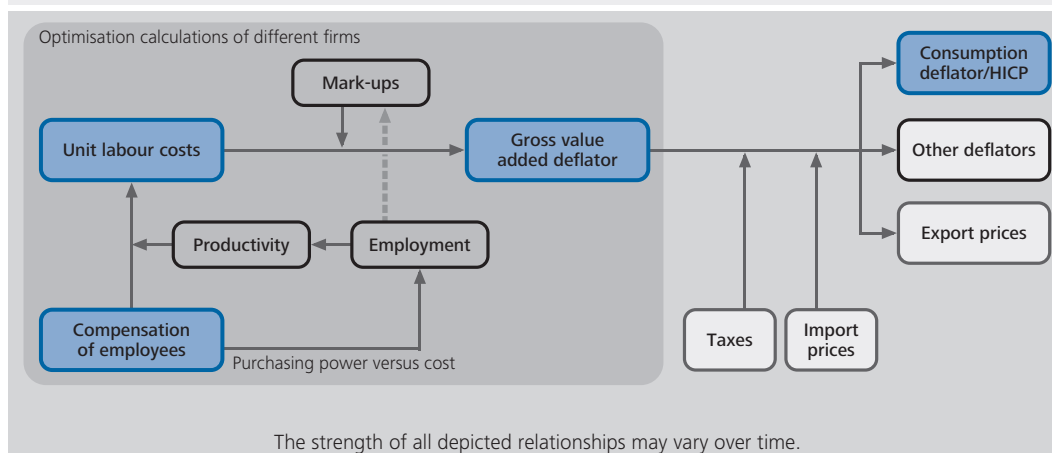 Optimisation calculations of different firms
Mark-ups
Unit labour costs
Gross value
added deflator
Consumption
deflator/HICP
Other deflators
Export prices
Productivity
Employment
Compensation
of employees
Purchasing power versus cost
Taxes
Import
prices
The strength of all depicted relationships may vary over time.